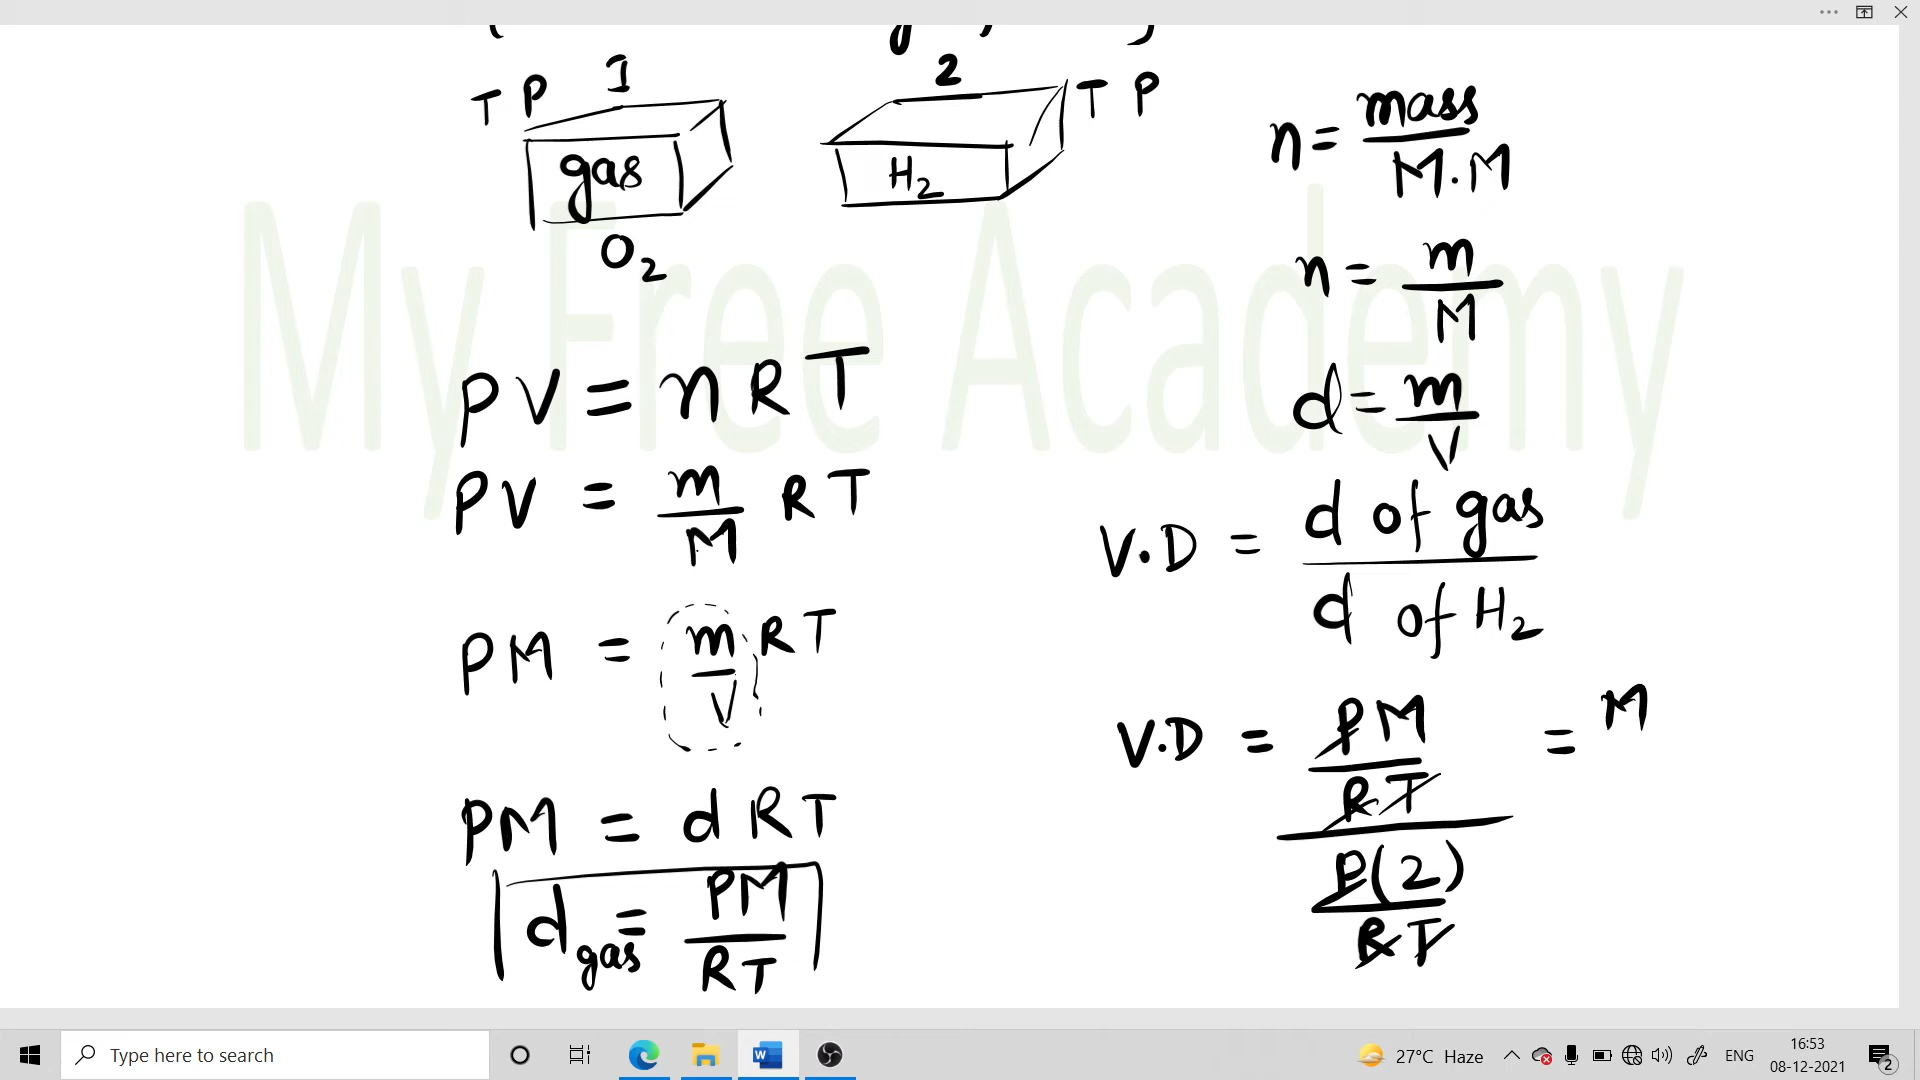 1 2
T P T P
gas H₂
O₂
n = mass / M.M
n = m / M
d = m / V
PV = nRT
PV = m / M RT
PM = m / V RT
PM = dRT
d gas = PM / RT
V.D = d of gas / d of H₂
V.D = PM / RT / P(2) / RT = M
My Free Academy
Type here to search
27°C Haze
ENG
16:53
08-12-2021
2